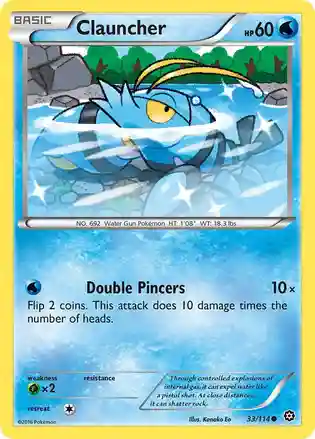 BASIC
Clauncher
HP60
NO. 692 Water Gun Pokémon HT: 1'08" WT: 18.3 lbs.
Double Pincers 10×
Flip 2 coins. This attack does 10 damage times the
number of heads.
weakness resistance
×2
retreat
Through controlled explosions of
internal gas, it can expel water like
a pistol shot. At close distances,
it can shatter rock.
©2016 Pokémon
Illus. Kanako Eo
33/114